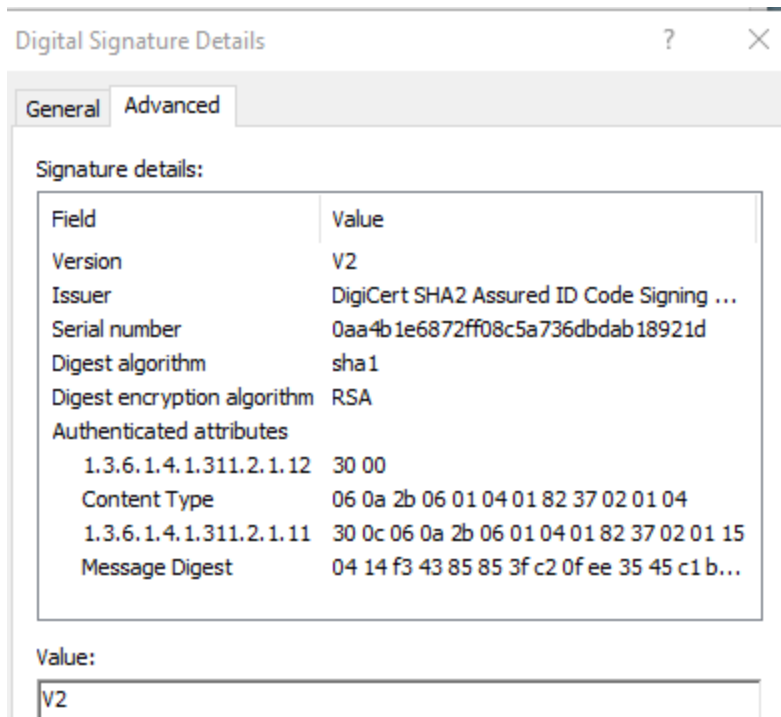 Digital Signature Details ?
General Advanced
Signature details:
Field Value
Version V2
Issuer DigiCert SHA2 Assured ID Code Signing ...
Serial number 0aa4b1e6872ff08c5a736dbdab18921d
Digest algorithm sha1
Digest encryption algorithm RSA
Authenticated attributes
1.3.6.1.4.1.311.2.1.12 30 00
Content Type 06 0a 2b 06 01 04 01 82 37 02 01 04
1.3.6.1.4.1.311.2.1.11 30 0c 06 0a 2b 06 01 04 01 82 37 02 01 15
Message Digest 04 14 f3 43 85 85 3f c2 0f ee 35 45 c1 b...
Value:
V2